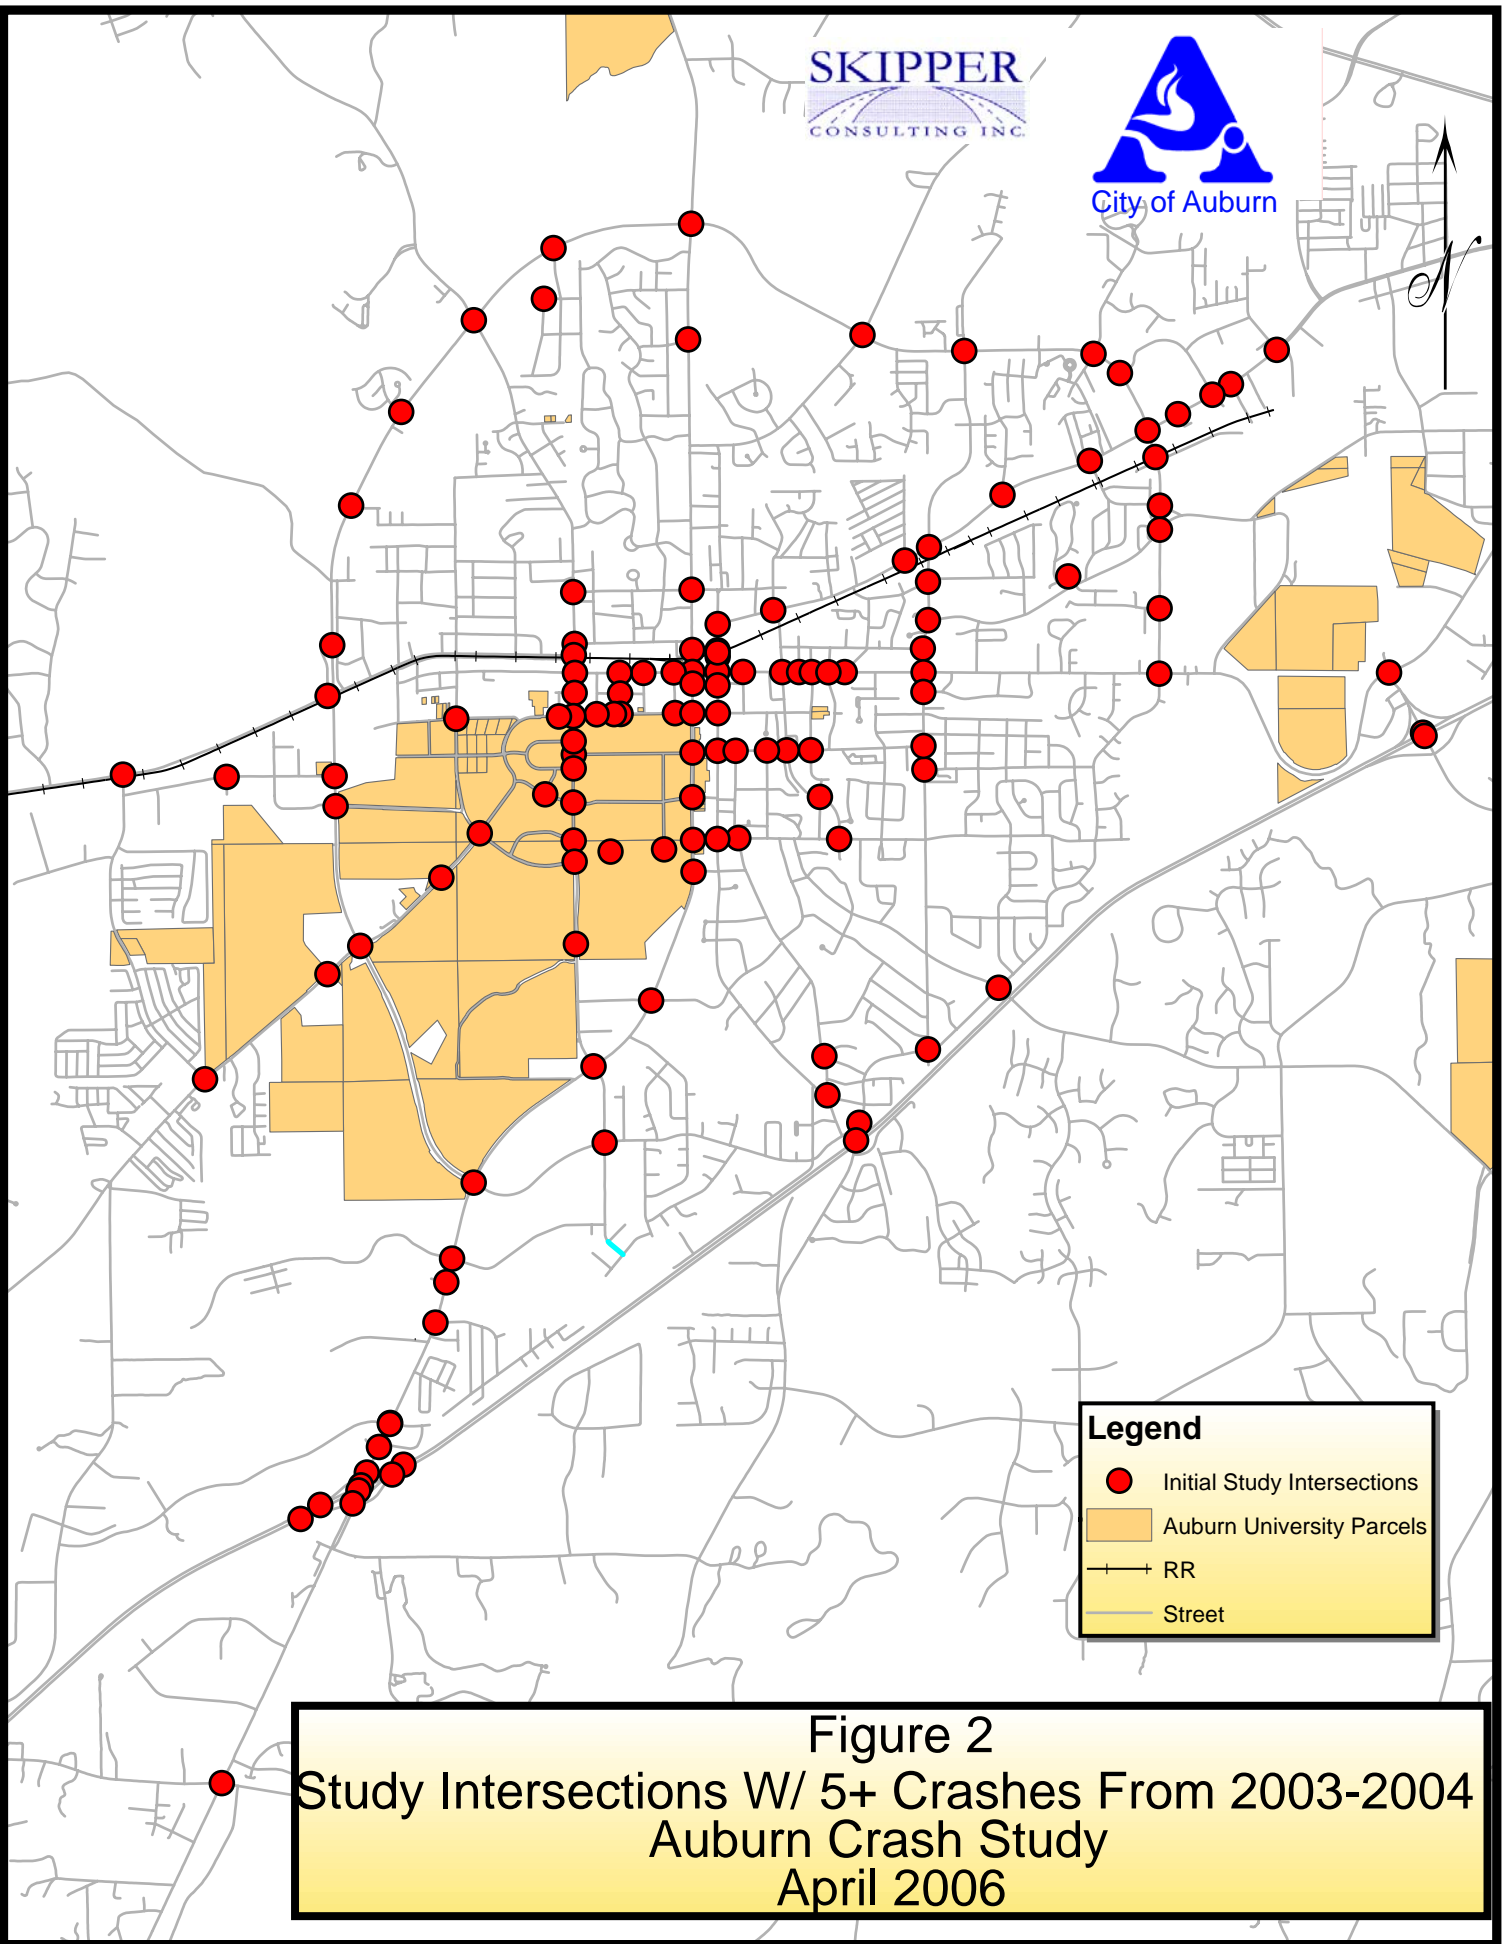 SKIPPER
CONSULTING INC.
City of Auburn
N
Legend
Initial Study Intersections
Auburn University Parcels
RR
Street
Figure 2
Study Intersections W/ 5+ Crashes From 2003-2004
Auburn Crash Study
April 2006